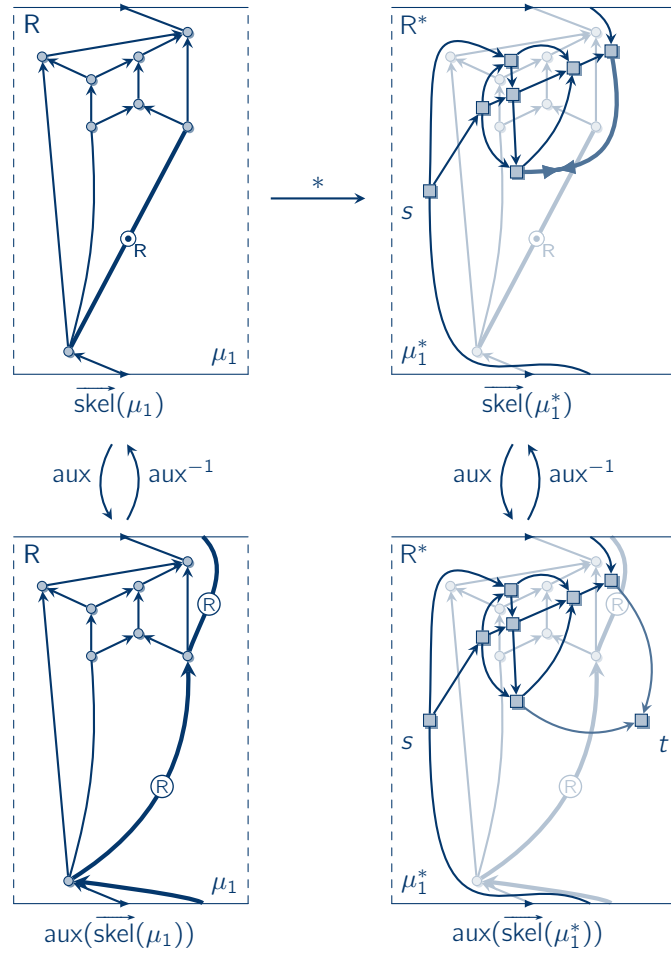 R R*
*
R R
s
μ₁ μ₁*
skel(μ₁) skel(μ₁*)
aux aux⁻¹ aux aux⁻¹
R R*
R R
s t
R R
μ₁ μ₁*
aux(skel(μ₁)) aux(skel(μ₁*))